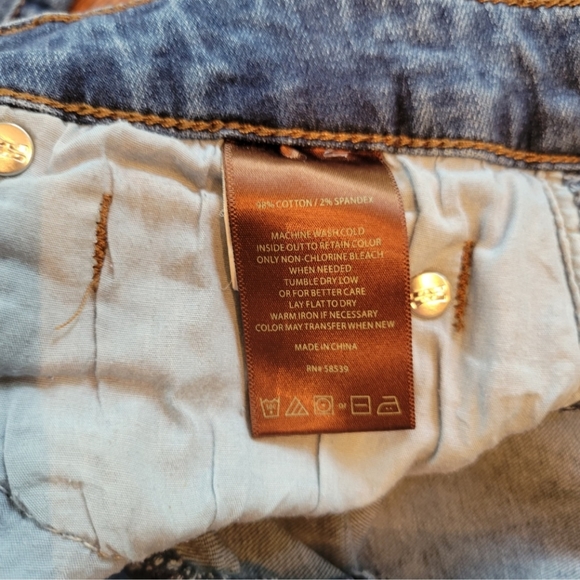 98% COTTON / 2% SPANDEX
MACHINE WASH COLD
INSIDE OUT TO RETAIN COLOR
ONLY NON-CHLORINE BLEACH
WHEN NEEDED
TUMBLE DRY LOW
OR FOR BETTER CARE
LAY FLAT TO DRY
WARM IRON IF NECESSARY
COLOR MAY TRANSFER WHEN NEW
MADE IN CHINA
RN# 58539
or